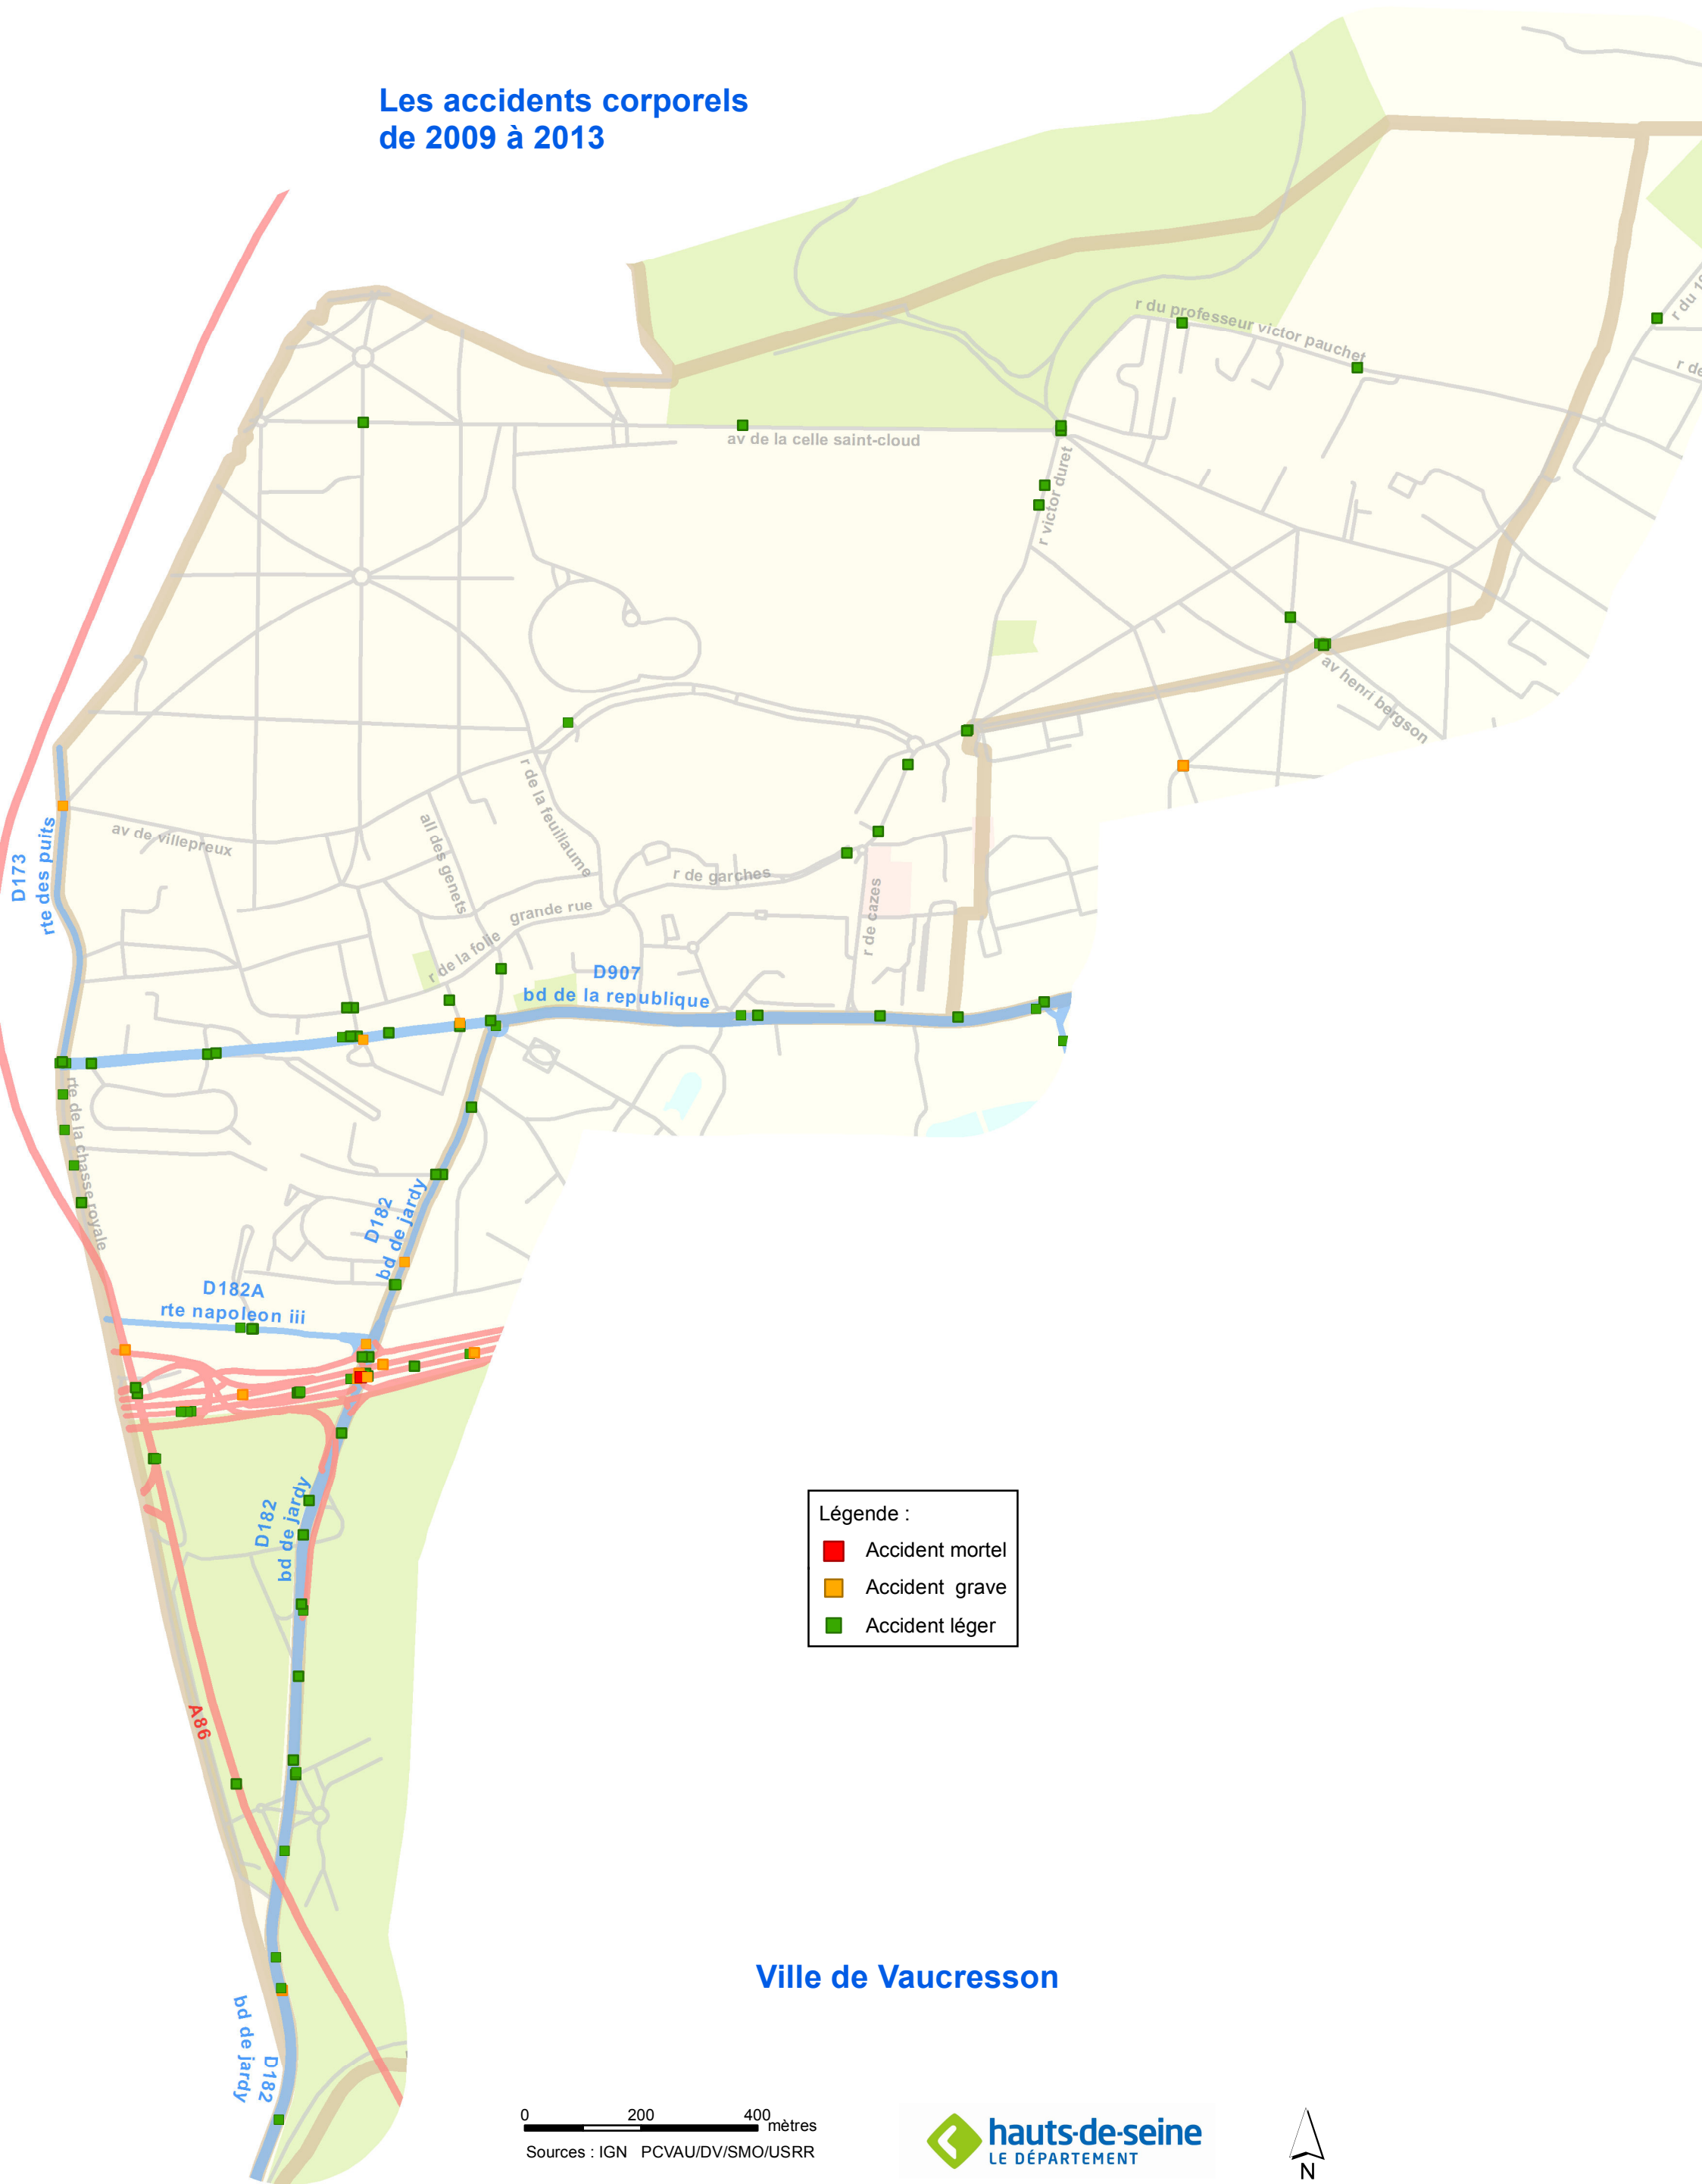 Les accidents corporels
de 2009 à 2013
r du professeur victor pauchet
r du 1
r de
av de la celle saint-cloud
r victor duret
av henri bergson
r de la feuillaume
all des genets
av de villepreux
D173
rte des puits
r de garches
r de cazes
grande rue
r de la folie
D907
bd de la republique
rte de la chasse royale
D182
bd de jardy
D182A
rte napoleon iii
D182
bd de jardy
Légende :
Accident mortel
Accident grave
Accident léger
A86
Ville de Vaucresson
bd de jardy
D182
0 200 400 mètres
Sources : IGN PCVAU/DV/SMO/USRR
hauts-de-seine
LE DÉPARTEMENT
N